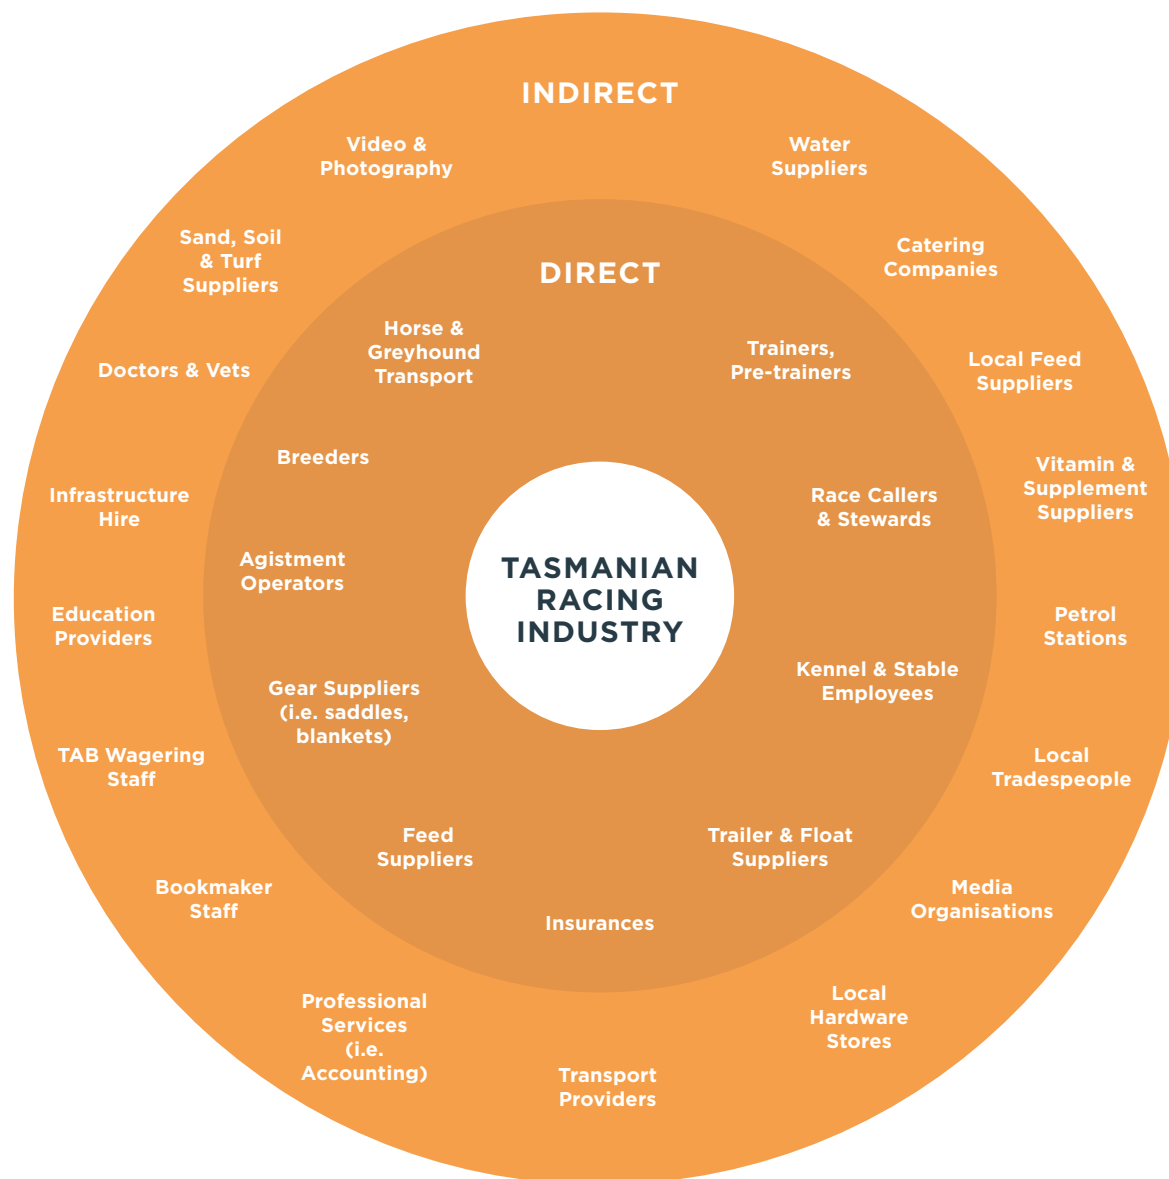 INDIRECT
Video &
Photography
Water
Suppliers
Sand, Soil
& Turf
Suppliers
Catering
Companies
Doctors & Vets
Local Feed
Suppliers
Infrastructure
Hire
Vitamin &
Supplement
Suppliers
Education
Providers
Petrol
Stations
TAB Wagering
Staff
Local
Tradespeople
Bookmaker
Staff
Media
Organisations
Professional
Services
(i.e.
Accounting)
Local
Hardware
Stores
Transport
Providers
DIRECT
Horse &
Greyhound
Transport
Trainers,
Pre-trainers
Breeders
Race Callers
& Stewards
Agistment
Operators
Kennel & Stable
Employees
Gear Suppliers
(i.e. saddles,
blankets)
Feed
Suppliers
Trailer & Float
Suppliers
Insurances
TASMANIAN
RACING
INDUSTRY